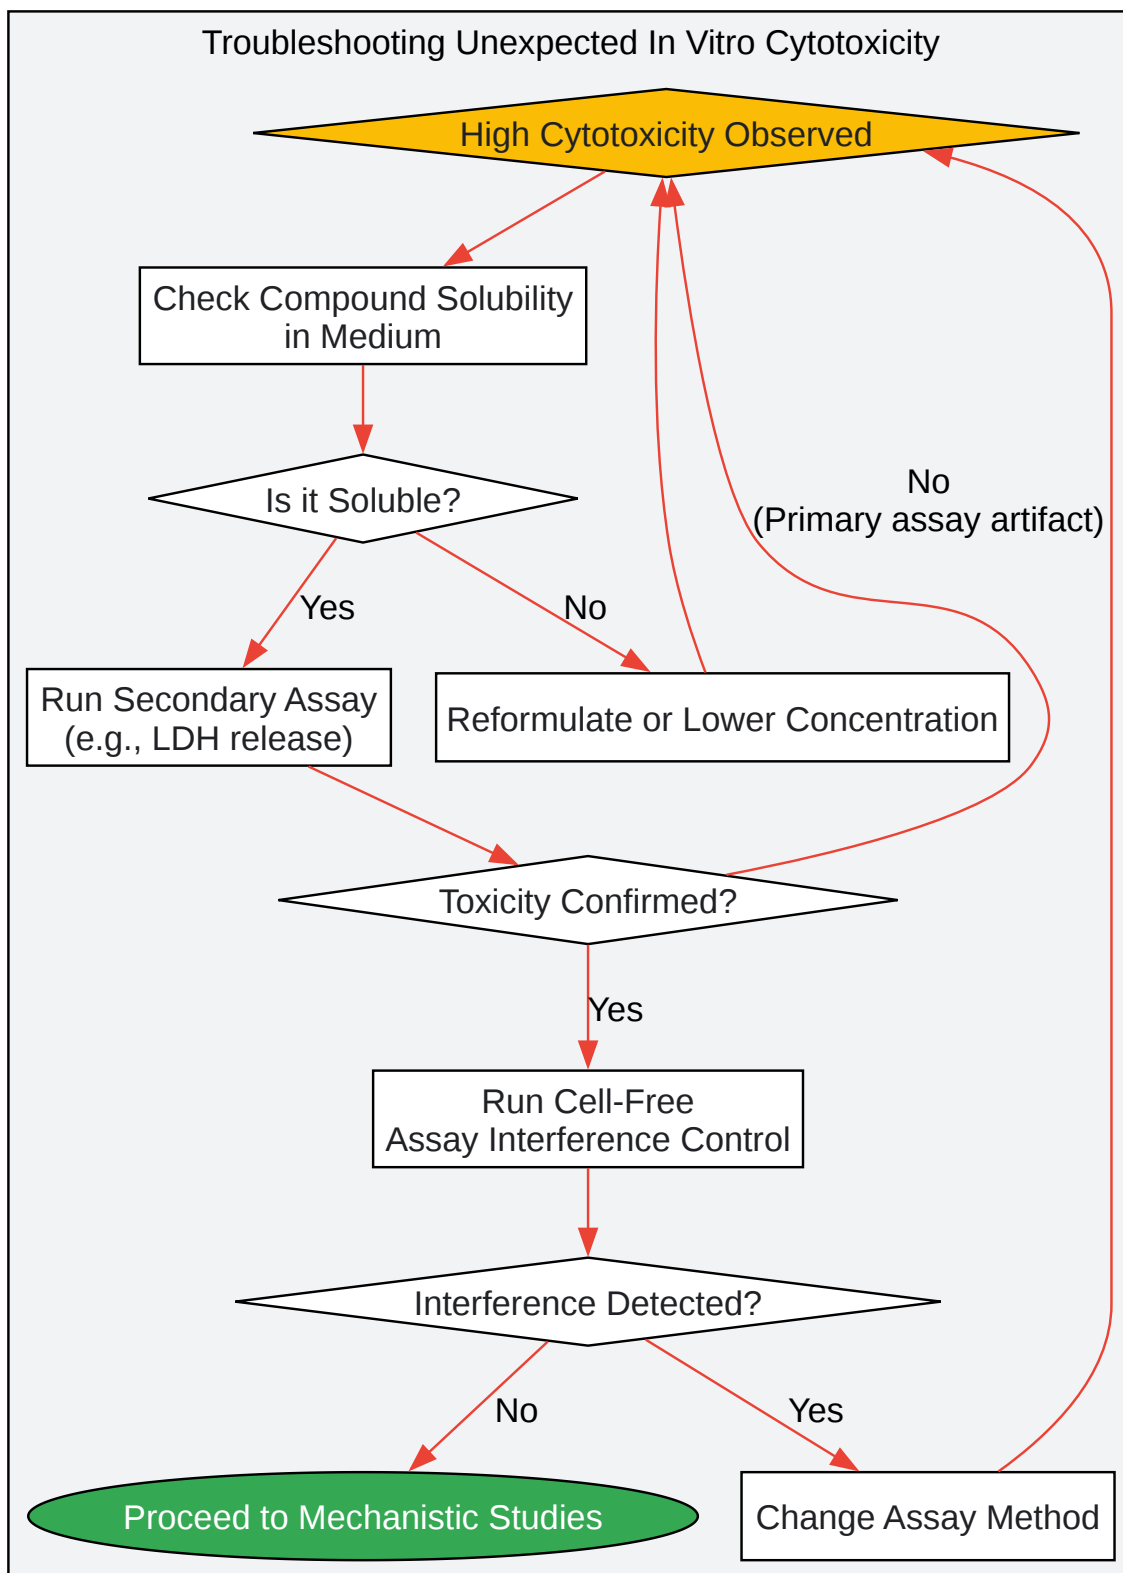 Troubleshooting Unexpected In Vitro Cytotoxicity
High Cytotoxicity Observed
Check Compound Solubility
in Medium
Is it Soluble?
No
(Primary assay artifact)
Yes
No
Run Secondary Assay
(e.g., LDH release)
Reformulate or Lower Concentration
Toxicity Confirmed?
Yes
Run Cell-Free
Assay Interference Control
Interference Detected?
No
Yes
Proceed to Mechanistic Studies
Change Assay Method